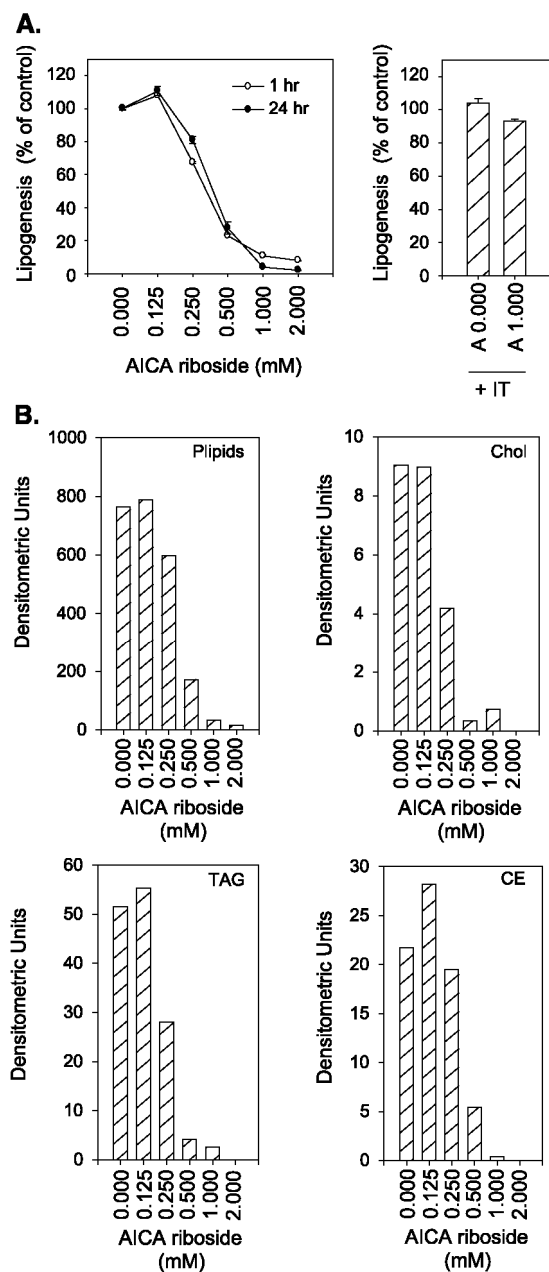 A.
Lipogenesis (% of control)
120
100
80
60
40
20
0
1 hr
24 hr
0.000
0.125
0.250
0.500
1.000
2.000
AICA riboside (mM)
Lipogenesis (% of control)
120
100
80
60
40
20
0
A 0.000
A 1.000
+ IT
B.
Densitometric Units
1000
800
600
400
200
0
Plipids
0.000
0.125
0.250
0.500
1.000
2.000
AICA riboside
(mM)
Densitometric Units
10
8
6
4
2
0
Chol
0.000
0.125
0.250
0.500
1.000
2.000
AICA riboside
(mM)
Densitometric Units
60
50
40
30
20
10
0
TAG
0.000
0.125
0.250
0.500
1.000
2.000
AICA riboside
(mM)
Densitometric Units
30
25
20
15
10
5
0
CE
0.000
0.125
0.250
0.500
1.000
2.000
AICA riboside
(mM)